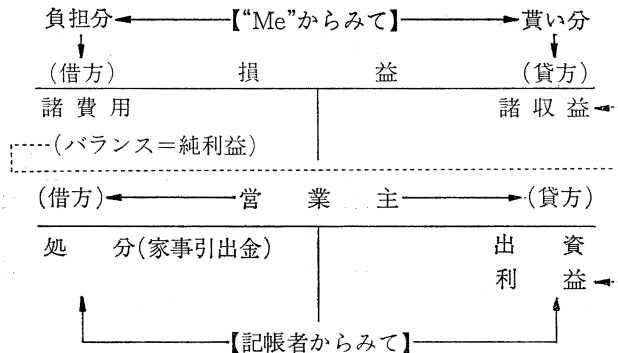 負担分 【“Me”からみて】 貰い分
(借方) 損 益 (貸方)
諸費用 諸収益
(バランス=純利益)
(借方) 営業主 (貸方)
処 分(家事引出金) 出 資
利 益
【記帳者からみて】